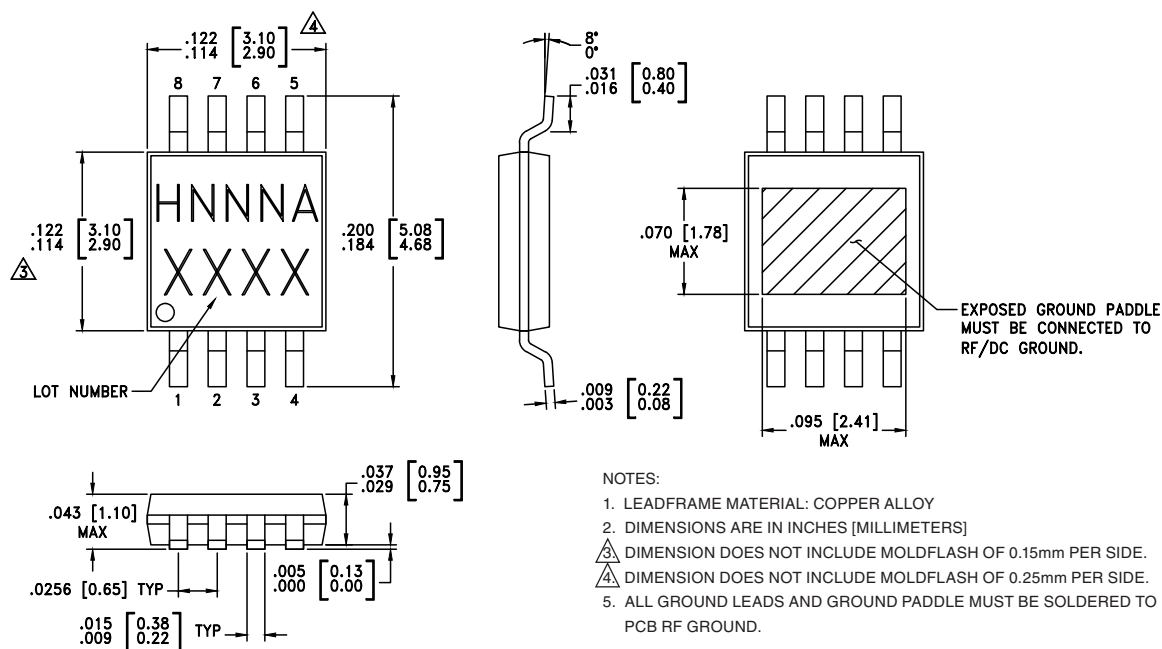 .122 [3.10]
.114 [2.90]
4
8 7 6 5
HNNNA
XXXX
.122 [3.10]
.114 [2.90]
3
.200 [5.08]
.184 [4.68]
LOT NUMBER
1 2 3 4
8°
0°
.031 [0.80]
.016 [0.40]
.009 [0.22]
.003 [0.08]
.070 [1.78]
MAX
EXPOSED GROUND PADDLE
MUST BE CONNECTED TO
RF/DC GROUND.
.095 [2.41]
MAX
.037 [0.95]
.029 [0.75]
.043 [1.10]
MAX
.005 [0.13]
.000 [0.00]
.0256 [0.65] TYP
.015 [0.38]
.009 [0.22]
TYP
NOTES:
1. LEADFRAME MATERIAL: COPPER ALLOY
2. DIMENSIONS ARE IN INCHES [MILLIMETERS]
3. DIMENSION DOES NOT INCLUDE MOLDFLASH OF 0.15mm PER SIDE.
4. DIMENSION DOES NOT INCLUDE MOLDFLASH OF 0.25mm PER SIDE.
5. ALL GROUND LEADS AND GROUND PADDLE MUST BE SOLDERED TO
PCB RF GROUND.